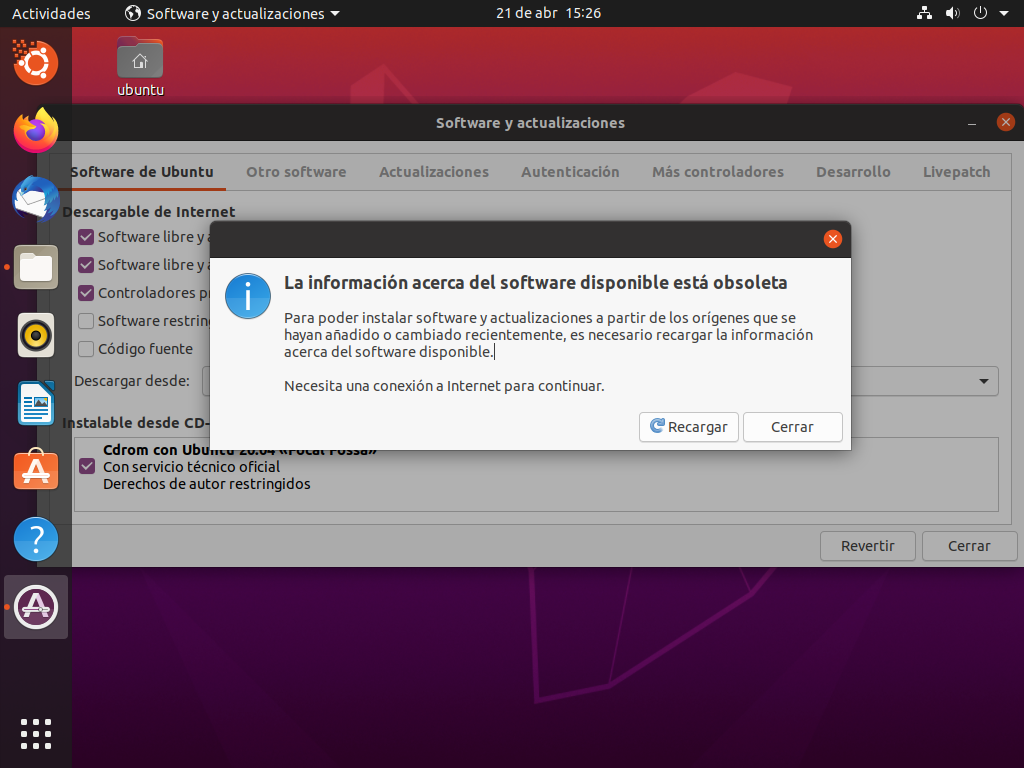 Actividades
Software y actualizaciones
21 de abr 15:26
ubuntu
Software y actualizaciones
Software de Ubuntu
Otro software
Actualizaciones
Autenticación
Más controladores
Desarrollo
Livepatch
Descargable de Internet
Software libre y
Software libre y
Controladores
Software
Código fuente
Descargar desde:
La información acerca del software disponible está obsoleta
Para poder instalar software y actualizaciones a partir de los orígenes que se
hayan añadido o cambiado recientemente, es necesario recargar la información
acerca del software disponible.
Necesita una conexión a Internet para continuar.
Recargar
Cerrar
Instalable desde CD-
Cdrom con Ubuntu 20.04 «Focal Fossa»
Con servicio técnico oficial
Derechos de autor restringidos
Revertir
Cerrar